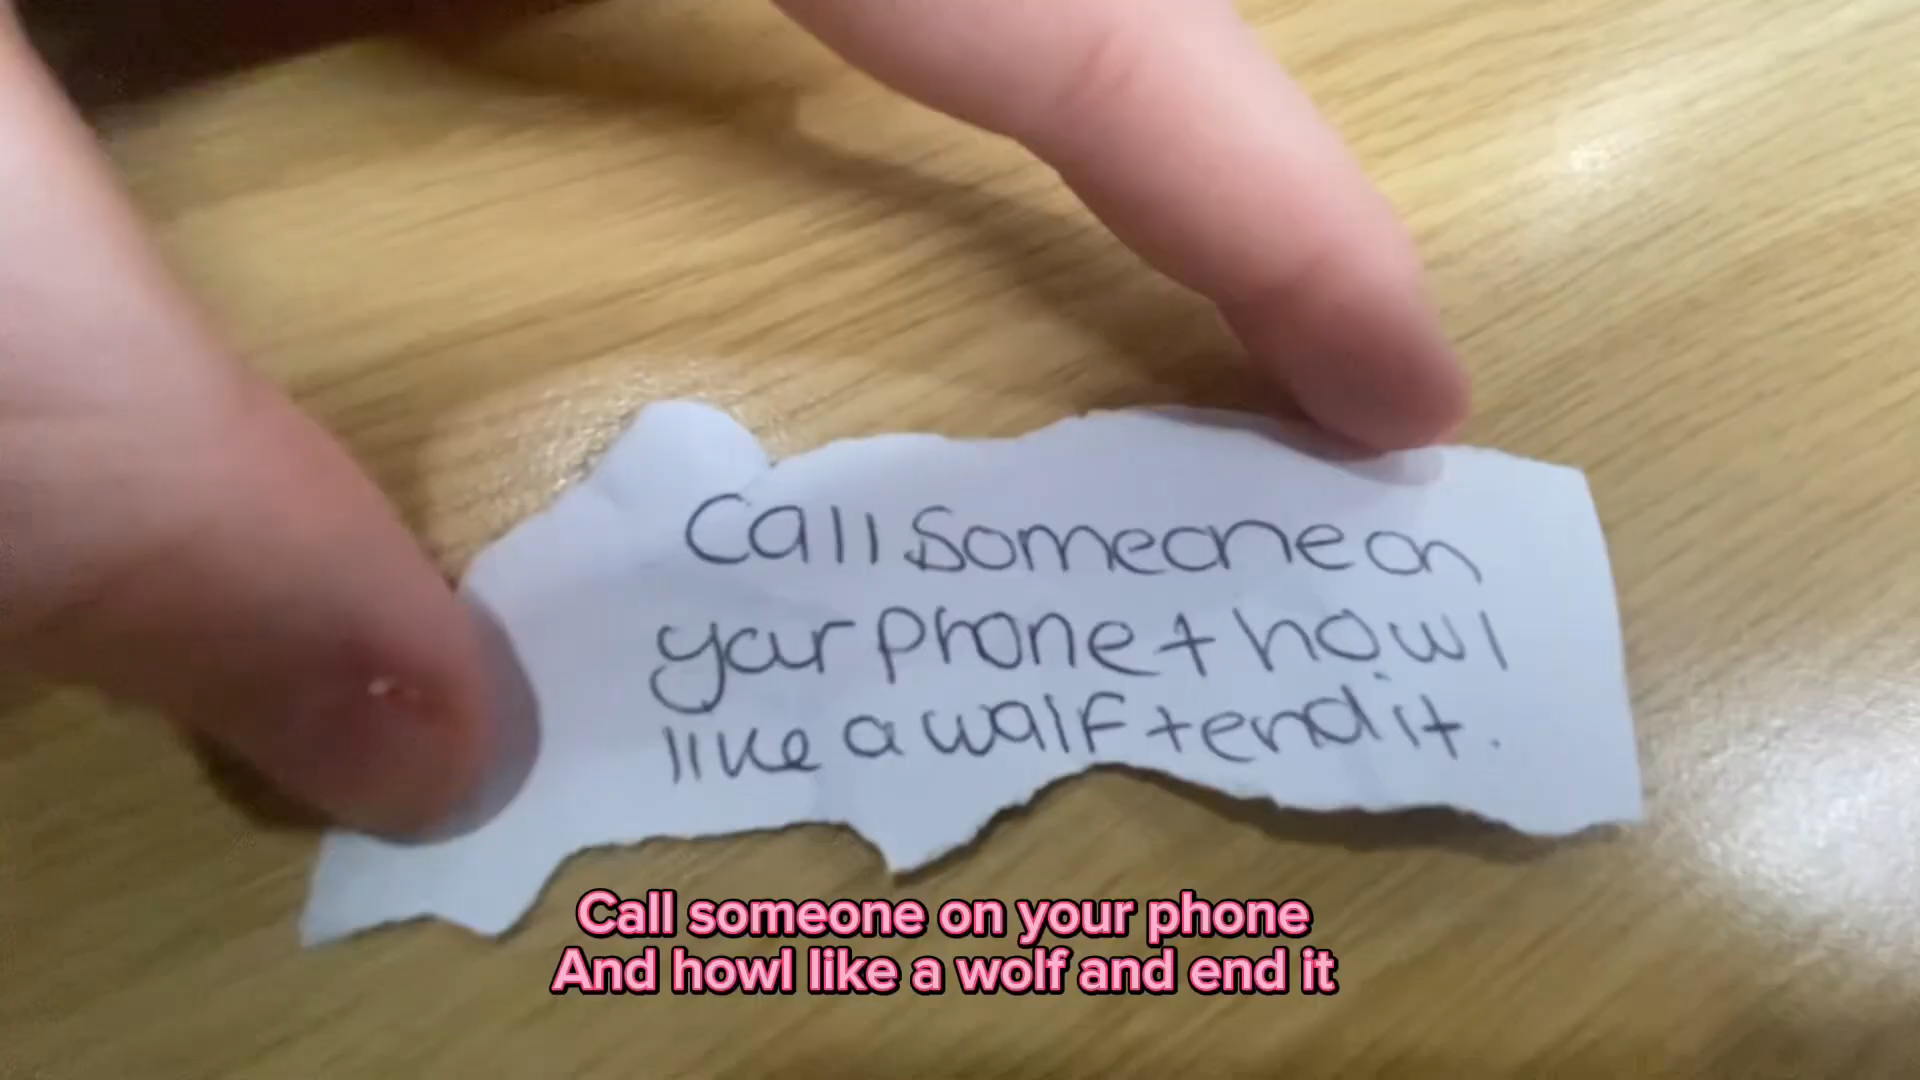 Call someone on
your phone + howl
like a wolf + end it.
Call someone on your phone
And howl like a wolf and end it